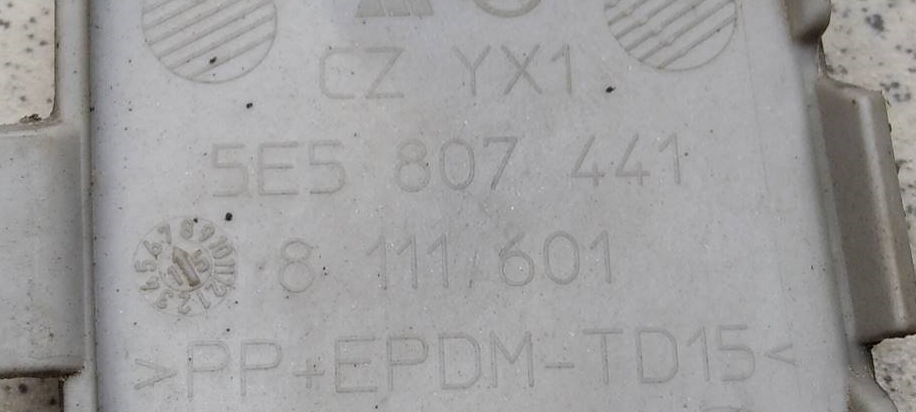 CZ YX1
5E5 807 441
8 111/601
>PP+EPDM-TD15<